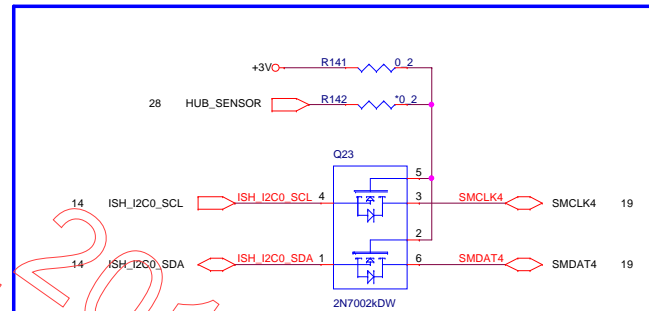 +3V R141 0_2
28 HUB_SENSOR R142 *0_2
Q23
5
14 ISH_I2C0_SCL ISH_I2C0_SCL 4 3 SMCLK4 SMCLK4 19
2
14 ISH_I2C0_SDA ISH_I2C0_SDA 1 6 SMDAT4 SMDAT4 19
2N7002kDW